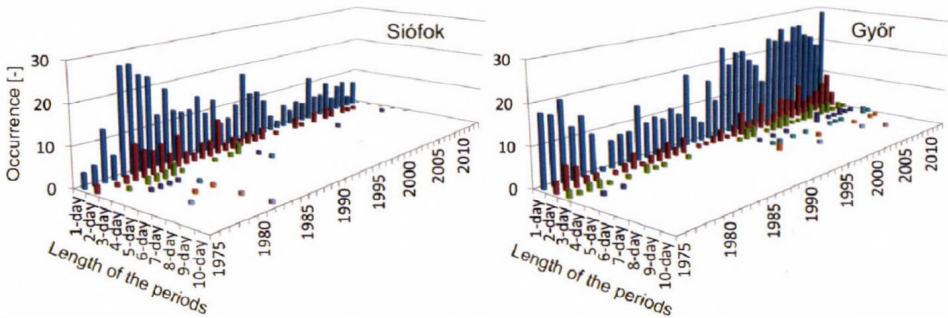 Siófok
Occurrence [-]
30
20
10
0
1-day
2-day
3-day
4-day
5-day
6-day
7-day
8-day
9-day
10-day
Length of the periods
1975
1980
1985
1990
1995
2000
2005
2010
Győr
30
20
10
0
1-day
2-day
3-day
4-day
5-day
6-day
7-day
8-day
9-day
10-day
Length of the periods
1975
1980
1985
1990
1995
2000
2005
2010